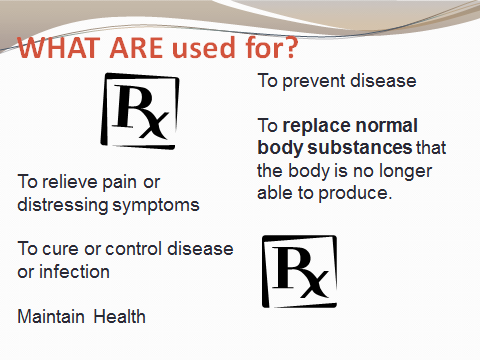 WHAT ARE used for?
Rx
To relieve pain or
distressing symptoms
To cure or control disease
or infection
Maintain Health
To prevent disease
To replace normal
body substances that
the body is no longer
able to produce.
Rx